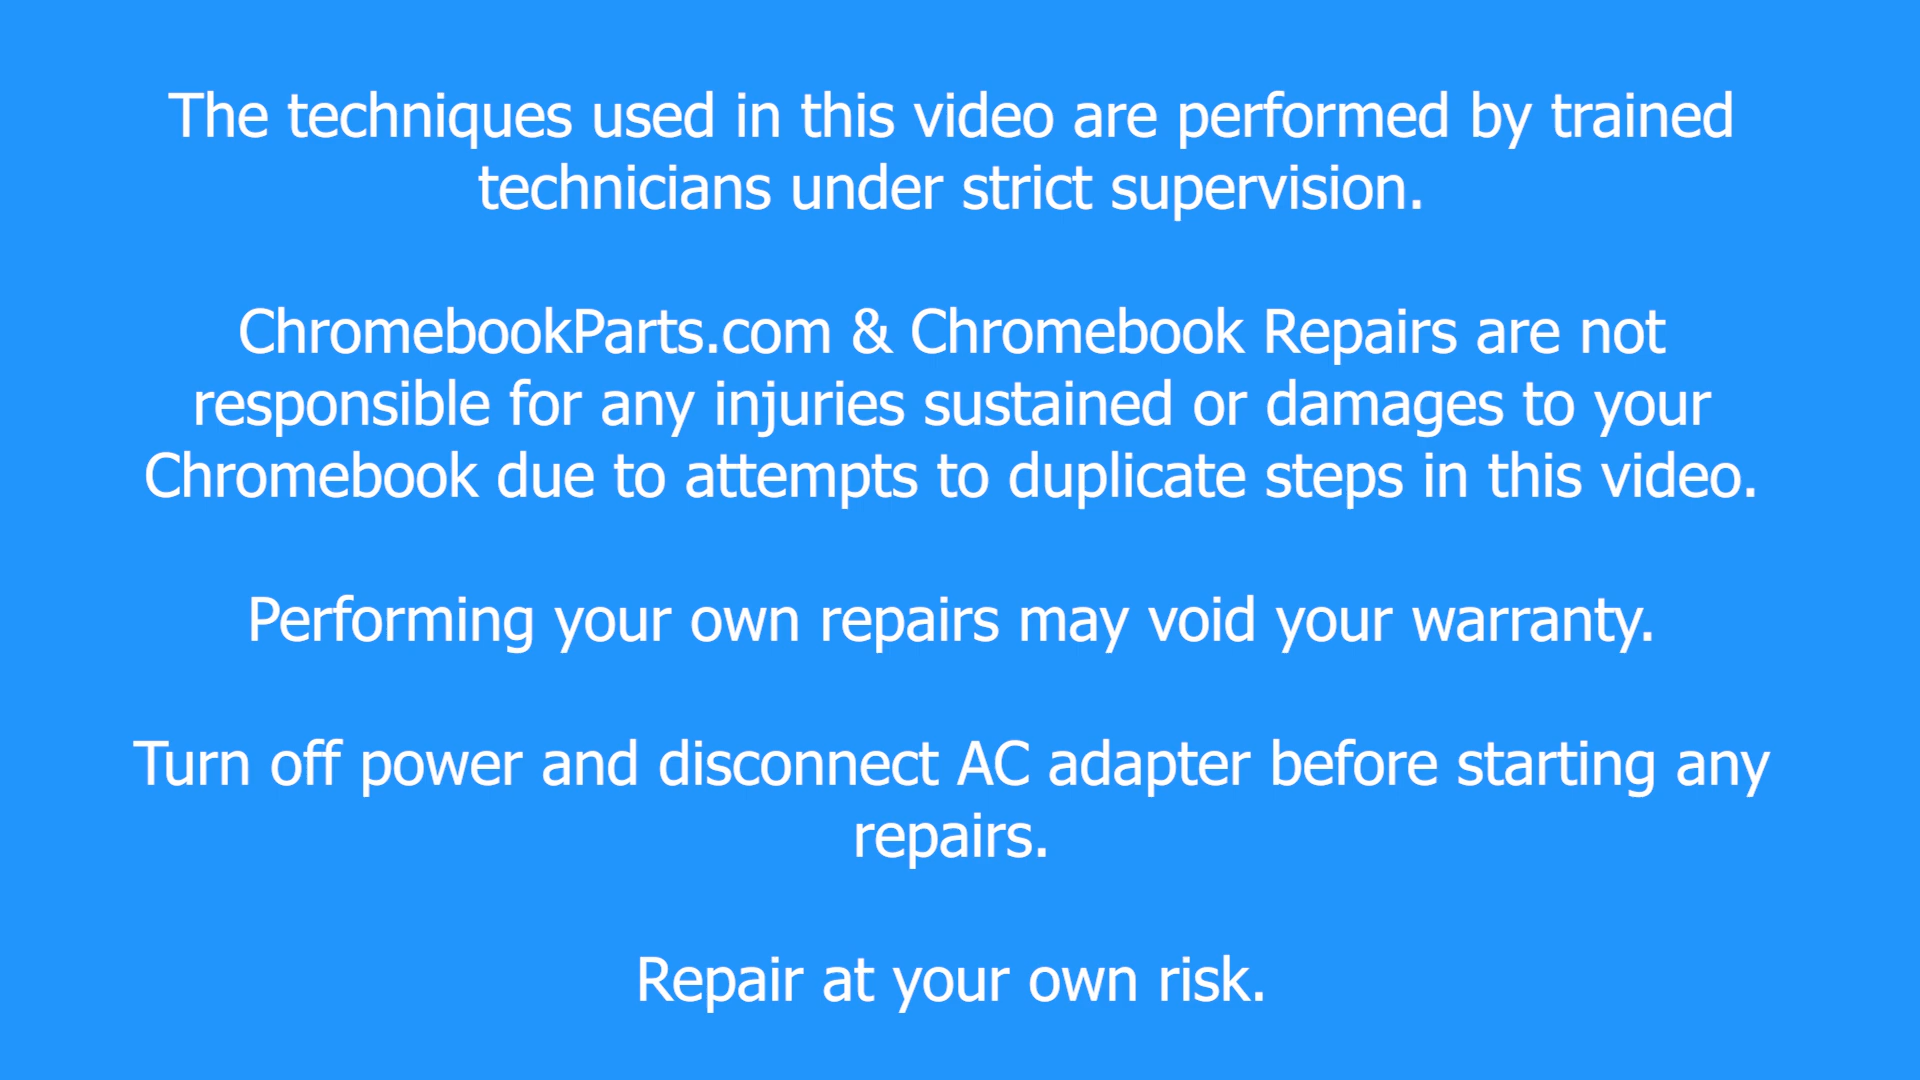 The techniques used in this video are performed by trained
technicians under strict supervision.
ChromebookParts.com & Chromebook Repairs are not
responsible for any injuries sustained or damages to your
Chromebook due to attempts to duplicate steps in this video.
Performing your own repairs may void your warranty.
Turn off power and disconnect AC adapter before starting any
repairs.
Repair at your own risk.